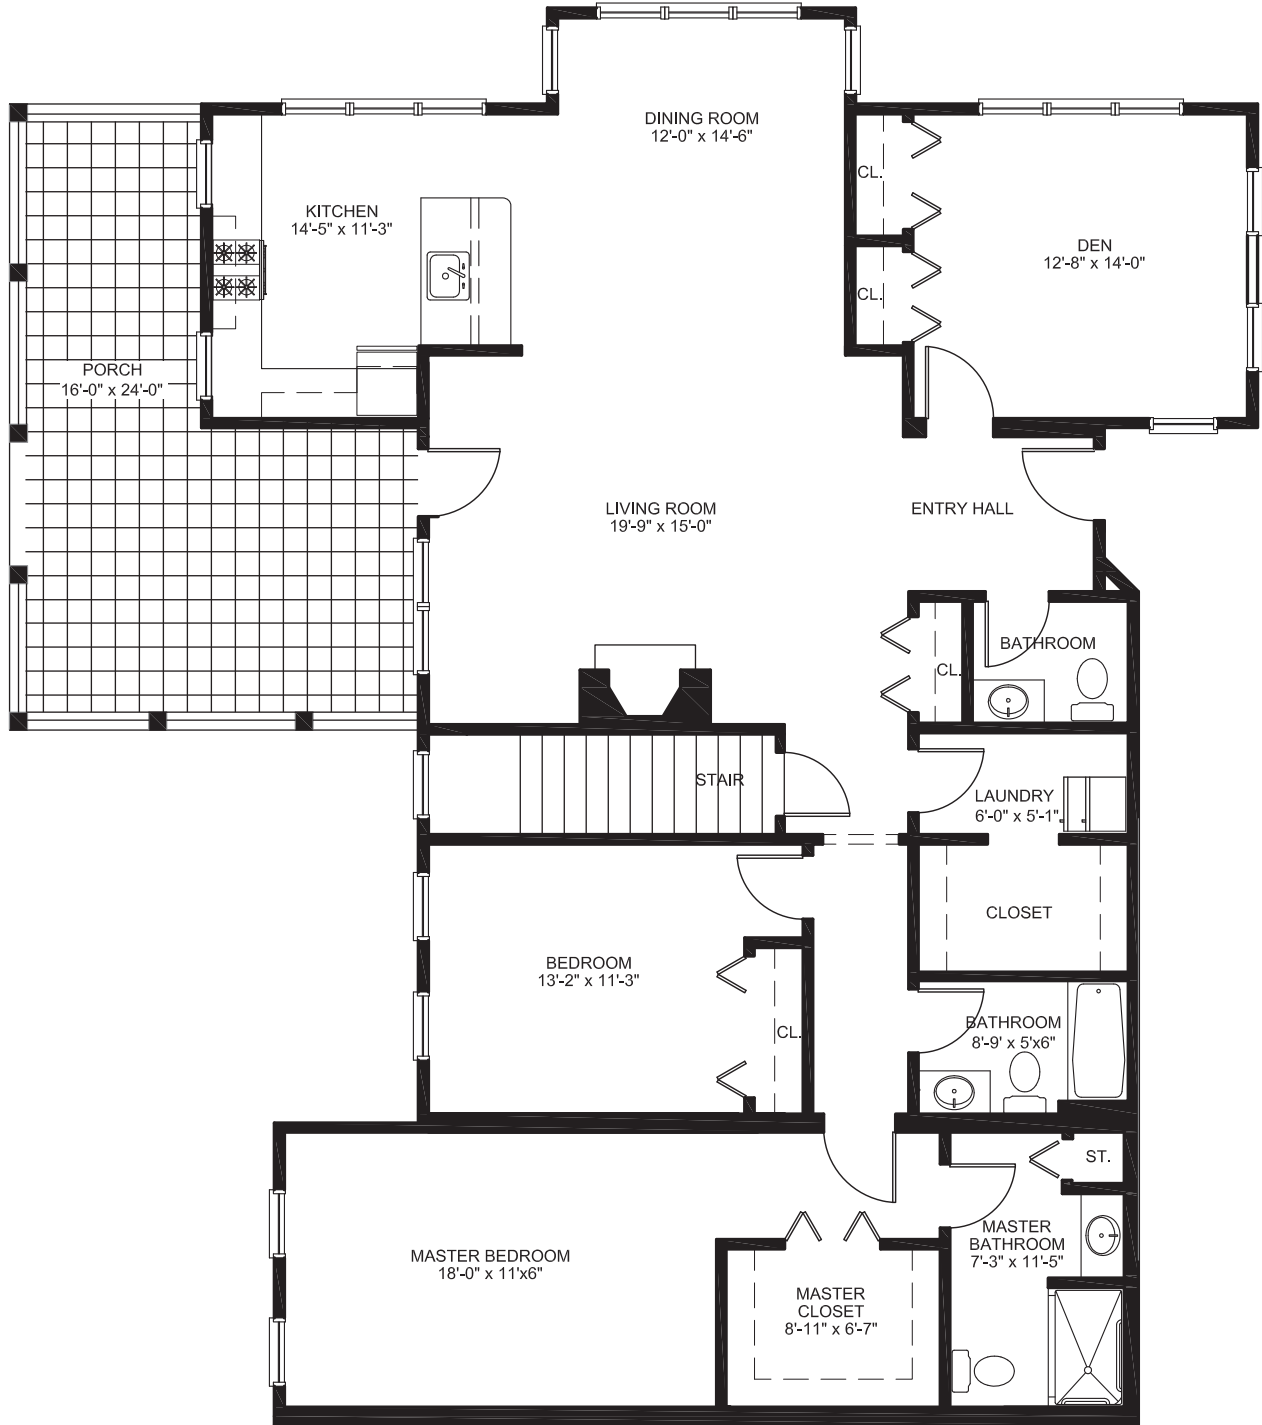 DINING ROOM
12'-0" x 14'-6"
CL.
KITCHEN
14'-5" x 11'-3"
DEN
12'-8" x 14'-0"
CL.
PORCH
16'-0" x 24'-0"
LIVING ROOM
19'-9" x 15'-0"
ENTRY HALL
BATHROOM
CL.
STAIR
LAUNDRY
6'-0" x 5'-1"
CLOSET
BEDROOM
13'-2" x 11'-3"
CL.
BATHROOM
8'-9' x 5'x6"
ST.
MASTER BEDROOM
18'-0" x 11'x6"
MASTER
BATHROOM
7'-3" x 11'-5"
MASTER
CLOSET
8'-11" x 6'-7"